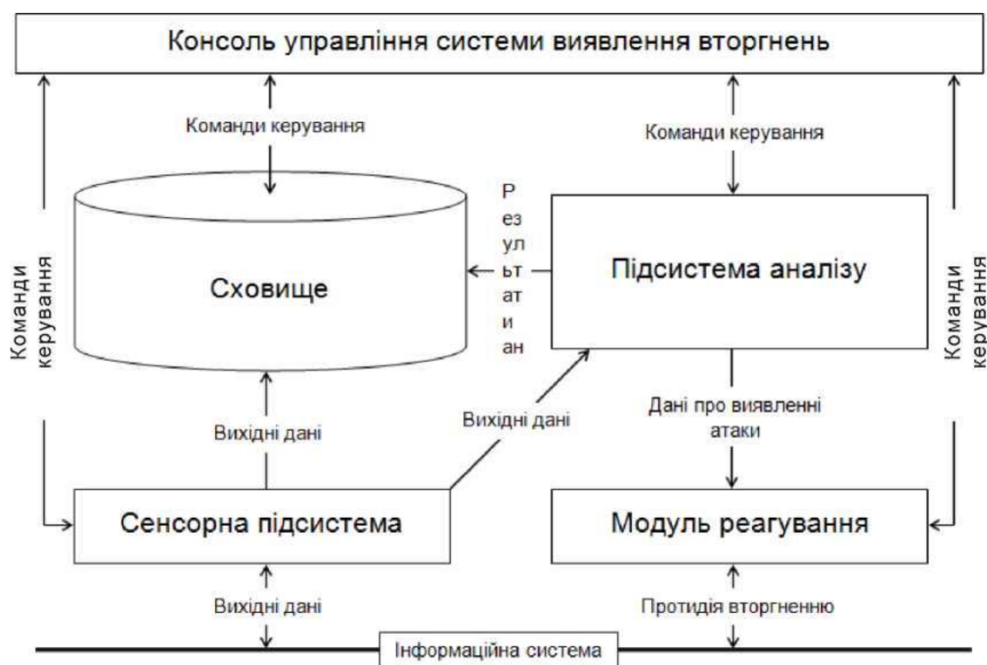 Консоль управління системи виявлення вторгнень
Команди керування
Команди керування
Р
ез
ул
ьт
ат
и
ан
Сховище
Підсистема аналізу
Команди
керування
Команди
керування
Вихідні дані
Вихідні дані
Дані про виявленні
атаки
Сенсорна підсистема
Модуль реагування
Вихідні дані
Протидія вторгненню
Інформаційна система